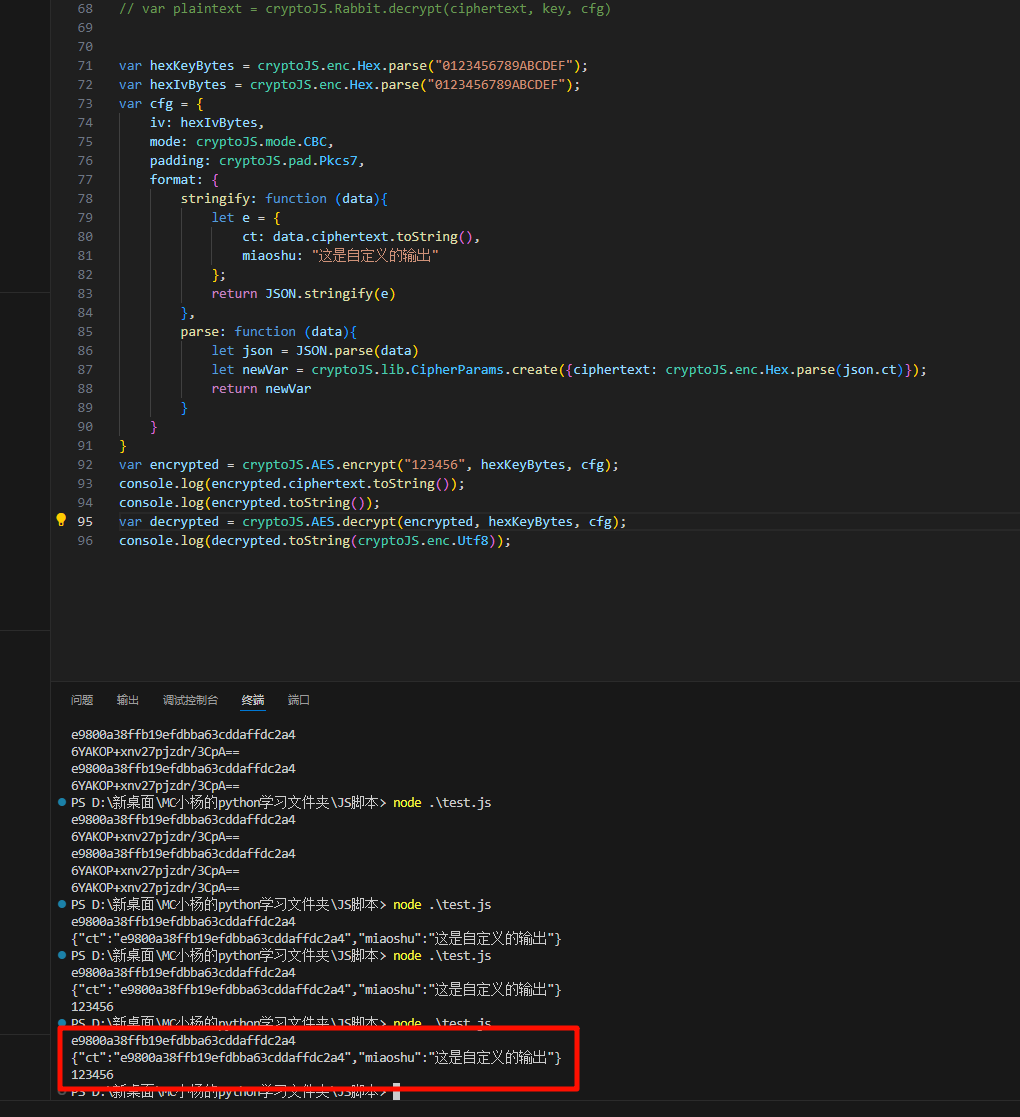 68 // var plaintext = cryptoJS.Rabbit.decrypt(ciphertext, key, cfg)
69
70
71 var hexKeyBytes = cryptoJS.enc.Hex.parse("0123456789ABCDEF");
72 var hexIvBytes = cryptoJS.enc.Hex.parse("0123456789ABCDEF");
73 var cfg = {
74     iv: hexIvBytes,
75     mode: cryptoJS.mode.CBC,
76     padding: cryptoJS.pad.Pkcs7,
77     format: {
78         stringify: function (data){
79             let e = {
80                 ct: data.ciphertext.toString(),
81                 miaoshu: "这是自定义的输出"
82             };
83             return JSON.stringify(e)
84         },
85         parse: function (data){
86             let json = JSON.parse(data)
87             let newVar = cryptoJS.lib.CipherParams.create({ciphertext: cryptoJS.enc.Hex.parse(json.ct)});
88             return newVar
89         }
90     }
91 }
92 var encrypted = cryptoJS.AES.encrypt("123456", hexKeyBytes, cfg);
93 console.log(encrypted.ciphertext.toString());
94 console.log(encrypted.toString());
95 var decrypted = cryptoJS.AES.decrypt(encrypted, hexKeyBytes, cfg);
96 console.log(decrypted.toString(cryptoJS.enc.Utf8));
问题 输出 调试控制台 终端 端口
e9800a38ffb19efdbba63cddaffdc2a4
6YAKOP+xnv27pjzdr/3CpA==
e9800a38ffb19efdbba63cddaffdc2a4
6YAKOP+xnv27pjzdr/3CpA==
PS D:\新桌面\MC小杨的python学习文件夹\JS脚本> node .\test.js
e9800a38ffb19efdbba63cddaffdc2a4
6YAKOP+xnv27pjzdr/3CpA==
e9800a38ffb19efdbba63cddaffdc2a4
6YAKOP+xnv27pjzdr/3CpA==
6YAKOP+xnv27pjzdr/3CpA==
PS D:\新桌面\MC小杨的python学习文件夹\JS脚本> node .\test.js
e9800a38ffb19efdbba63cddaffdc2a4
{"ct":"e9800a38ffb19efdbba63cddaffdc2a4","miaoshu":"这是自定义的输出"}
PS D:\新桌面\MC小杨的python学习文件夹\JS脚本> node .\test.js
e9800a38ffb19efdbba63cddaffdc2a4
{"ct":"e9800a38ffb19efdbba63cddaffdc2a4","miaoshu":"这是自定义的输出"}
123456
PS D:\新桌面\MC小杨的python学习文件夹\JS脚本> node .\test.js
e9800a38ffb19efdbba63cddaffdc2a4
{"ct":"e9800a38ffb19efdbba63cddaffdc2a4","miaoshu":"这是自定义的输出"}
123456
PS D:\新桌面\MC小杨的python学习文件夹\JS脚本>